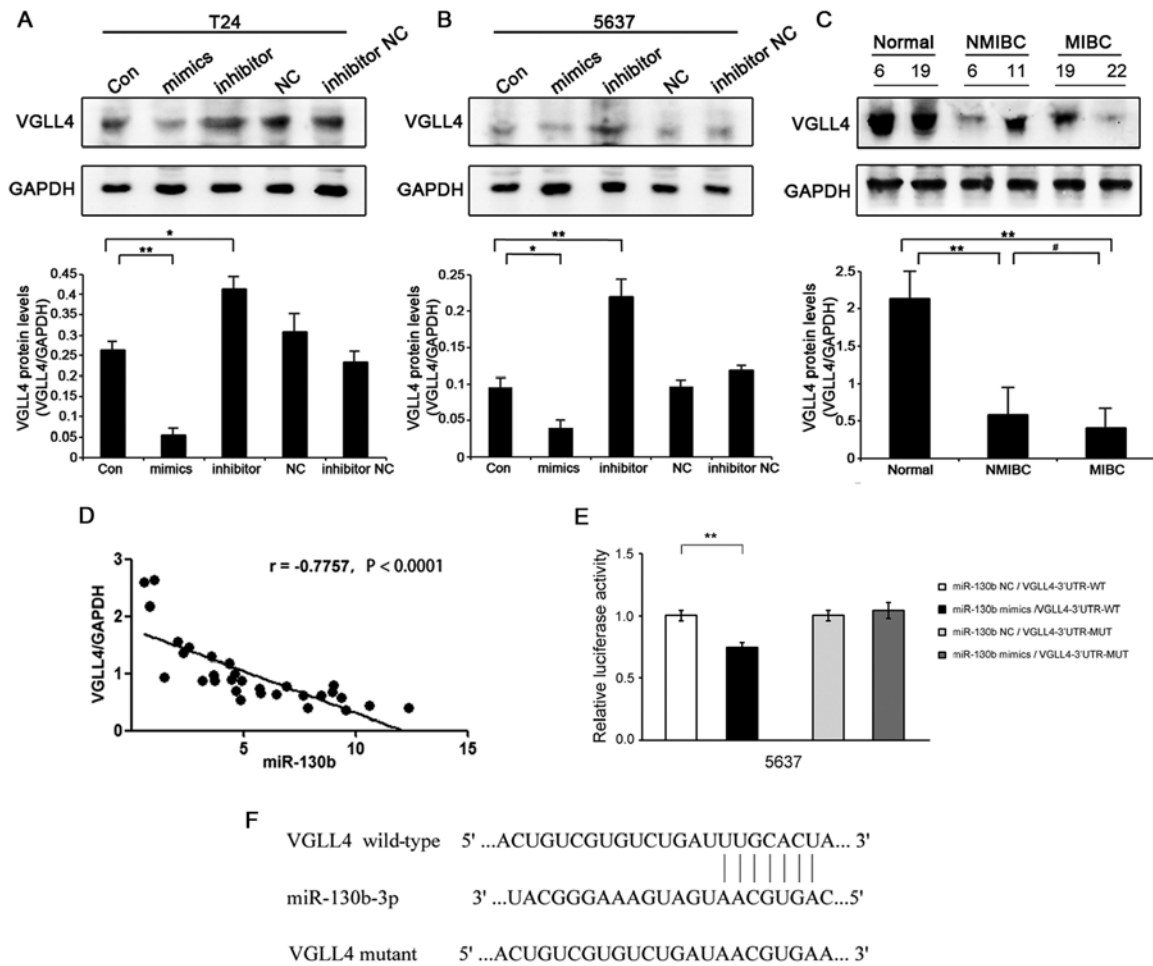 A
T24
Con mimics inhibitor NC inhibitor NC
VGLL4
GAPDH
*
**
VGLL4 protein levels
(VGLL4/GAPDH)
0.45
0.4
0.35
0.3
0.25
0.2
0.15
0.1
0.05
0
Con mimics inhibitor NC inhibitor NC
B
5637
Con mimics inhibitor NC inhibitor NC
VGLL4
GAPDH
**
*
VGLL4 protein levels
(VGLL4/GAPDH)
0.25
0.2
0.15
0.1
0.05
0
Con mimics inhibitor NC inhibitor NC
C
Normal NMIBC MIBC
6 19 6 11 19 22
VGLL4
GAPDH
**
** #
VGLL4 protein levels
(VGLL4/GAPDH)
2.5
2
1.5
1
0.5
0
Normal NMIBC MIBC
D
r = -0.7757, P < 0.0001
VGLL4/GAPDH
3
2
1
0
5 10 15
miR-130b
E
**
Relative luciferase activity
1.5
1.0
0.5
0.0
5637
miR-130b NC / VGLL4-3'UTR-WT
miR-130b mimics /VGLL4-3'UTR-WT
miR-130b NC / VGLL4-3'UTR-MUT
miR-130b mimics / VGLL4-3'UTR-MUT
F
VGLL4 wild-type 5' ...ACUGUCGUGUCUGAUUUGCACUA... 3'
miR-130b-3p 3' ...UACGGGAAAGUAGUAACGUGAC...5'
VGLL4 mutant 5' ...ACUGUCGUGUCUGAUAACGUGAA... 3'